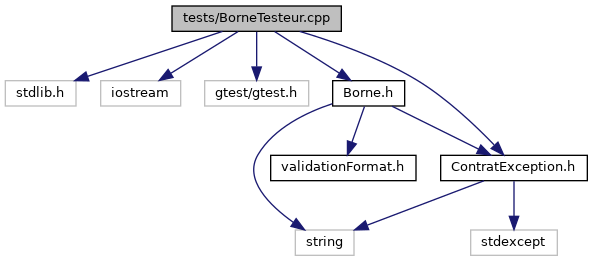 tests/BorneTesteur.cpp
stdlib.h
iostream
gtest/gtest.h
Borne.h
validationFormat.h
ContratException.h
string
stdexcept